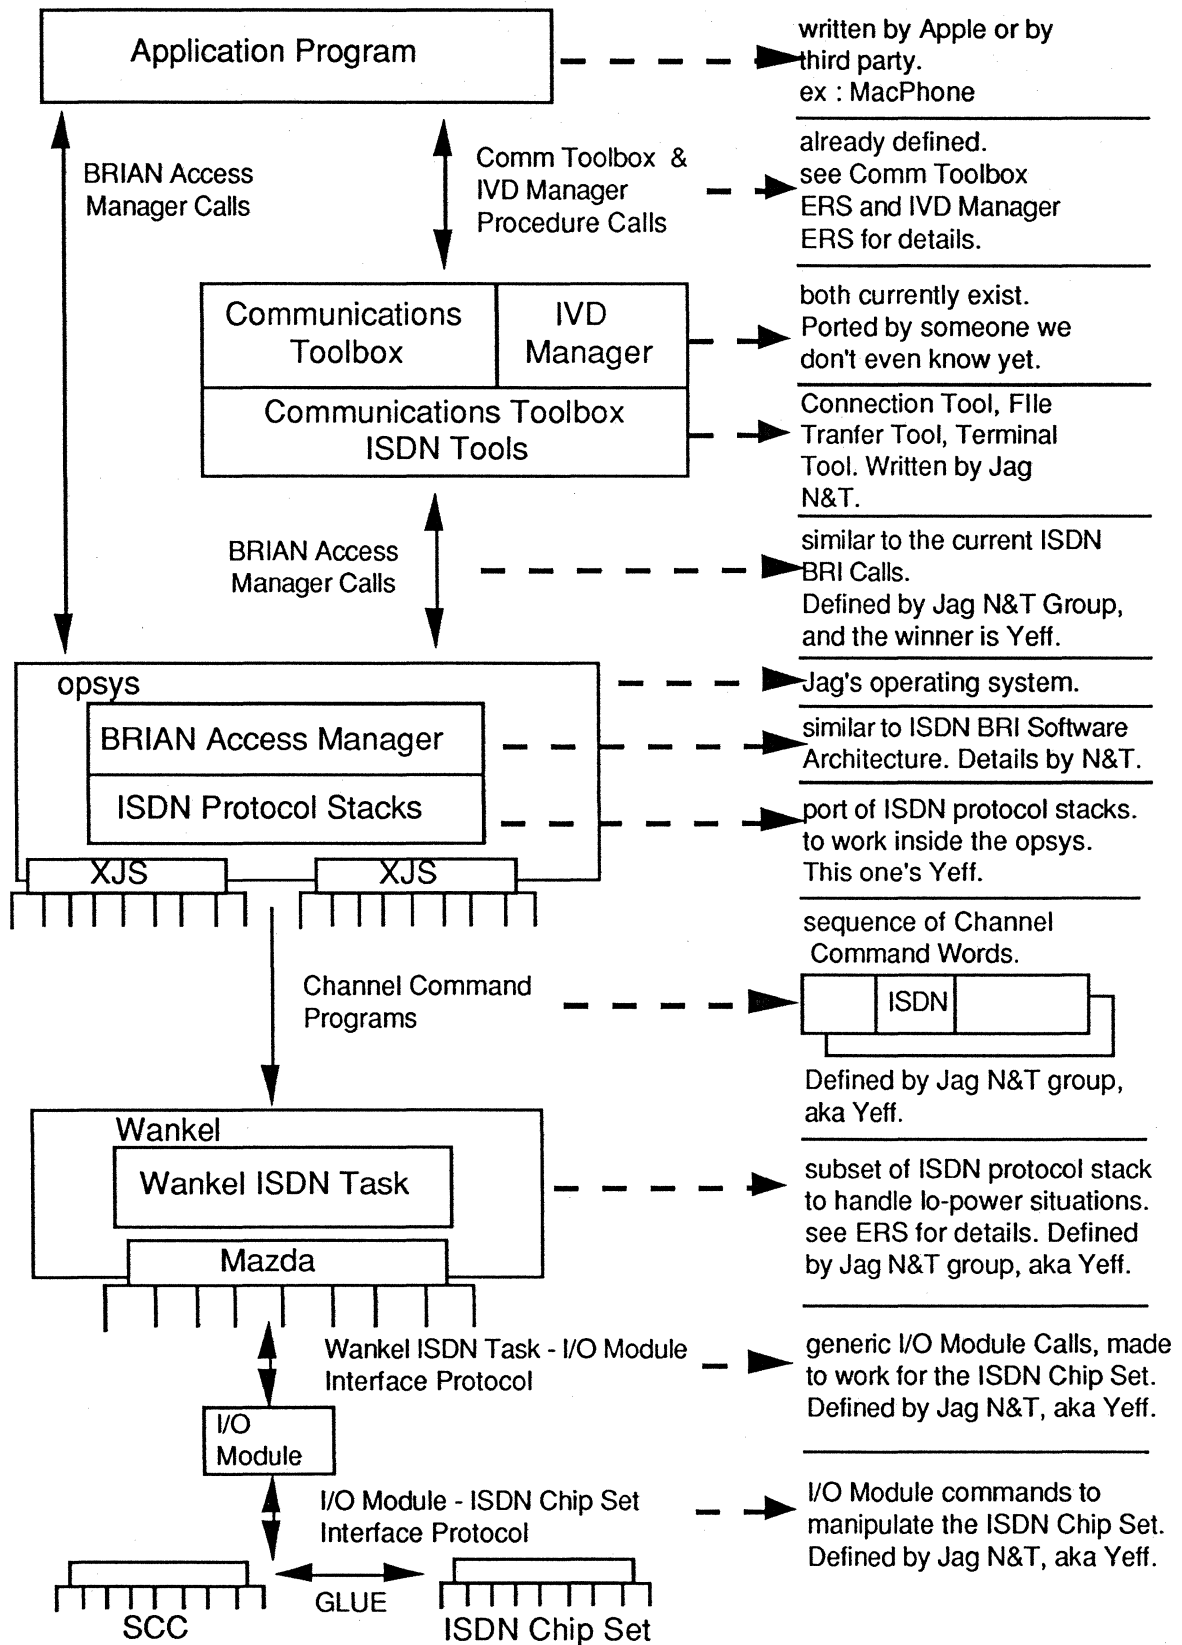 Application Program
written by Apple or by
third party.
ex : MacPhone
BRIAN Access
Manager Calls
Comm Toolbox &
IVD Manager
Procedure Calls
already defined.
see Comm Toolbox
ERS and IVD Manager
ERS for details.
Communications
Toolbox
IVD
Manager
both currently exist.
Ported by someone we
don't even know yet.
Communications Toolbox
ISDN Tools
Connection Tool, FIle
Tranfer Tool, Terminal
Tool. Written by Jag
N&T.
BRIAN Access
Manager Calls
similar to the current ISDN
BRI Calls.
Defined by Jag N&T Group,
and the winner is Yeff.
opsys
Jag's operating system.
BRIAN Access Manager
similar to ISDN BRI Software
Architecture. Details by N&T.
ISDN Protocol Stacks
port of ISDN protocol stacks.
to work inside the opsys.
This one's Yeff.
XJS
XJS
Channel Command
Programs
sequence of Channel
Command Words.
ISDN
Defined by Jag N&T group,
aka Yeff.
Wankel
Wankel ISDN Task
subset of ISDN protocol stack
to handle lo-power situations.
see ERS for details. Defined
by Jag N&T group, aka Yeff.
Mazda
Wankel ISDN Task - I/O Module
Interface Protocol
generic I/O Module Calls, made
to work for the ISDN Chip Set.
Defined by Jag N&T, aka Yeff.
I/O
Module
I/O Module - ISDN Chip Set
Interface Protocol
I/O Module commands to
manipulate the ISDN Chip Set.
Defined by Jag N&T, aka Yeff.
GLUE
SCC
ISDN Chip Set